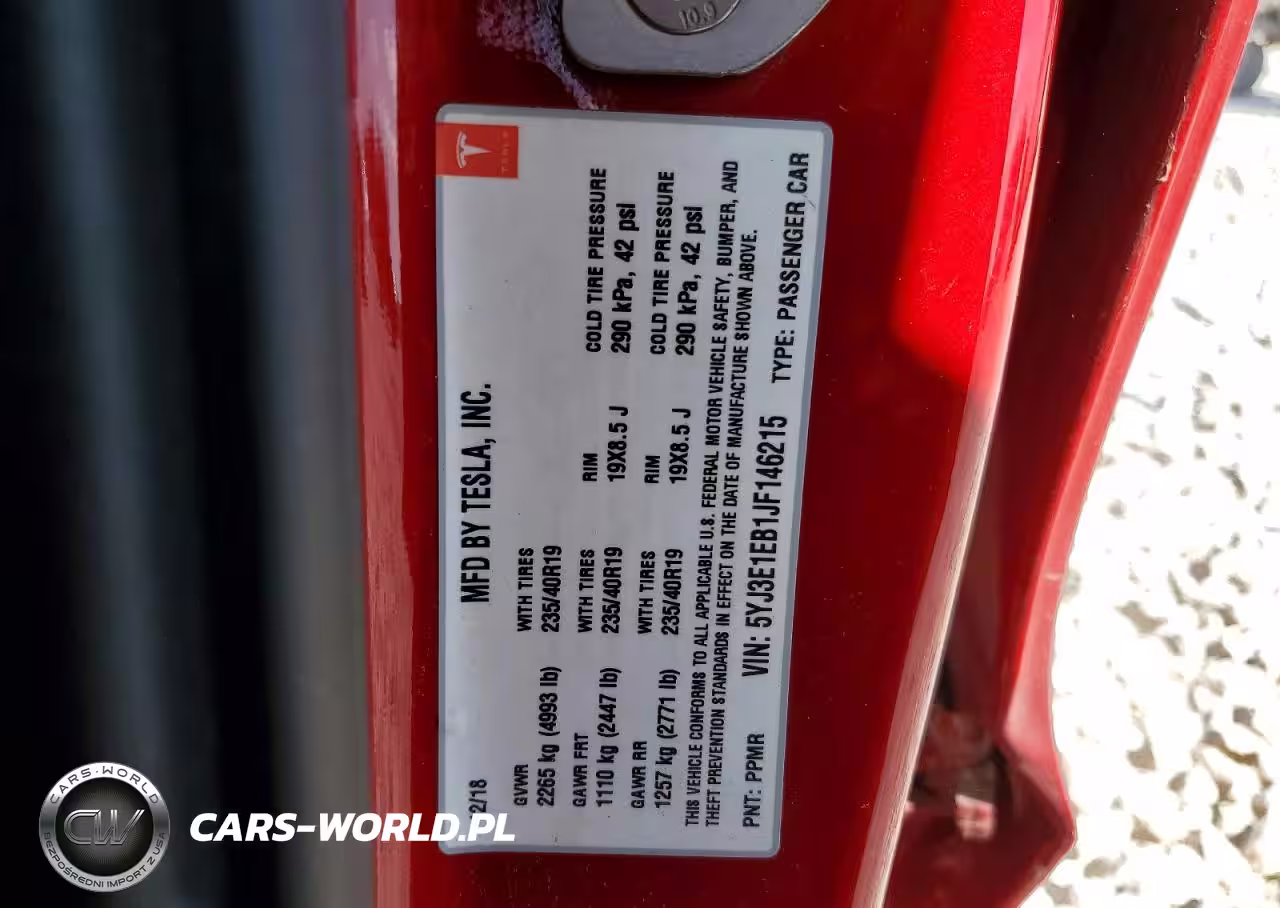 10.9
TESLA
MFD BY TESLA, INC.
2/18
GVWR WITH TIRES
2265 kg (4993 lb) 235/40R19
GAWR FRT WITH TIRES RIM COLD TIRE PRESSURE
1110 kg (2447 lb) 235/40R19 19X8.5 J 290 kPa, 42 psi
GAWR RR WITH TIRES RIM COLD TIRE PRESSURE
1257 kg (2771 lb) 235/40R19 19X8.5 J 290 kPa, 42 psi
THIS VEHICLE CONFORMS TO ALL APPLICABLE U.S. FEDERAL MOTOR VEHICLE SAFETY, BUMPER, AND
THEFT PREVENTION STANDARDS IN EFFECT ON THE DATE OF MANUFACTURE SHOWN ABOVE.
PNT: PPMR VIN: 5YJ3E1EB1JF146215 TYPE: PASSENGER CAR
CARS-WORLD
CW
BEZPOŚREDNI IMPORT Z USA
CARS-WORLD.PL